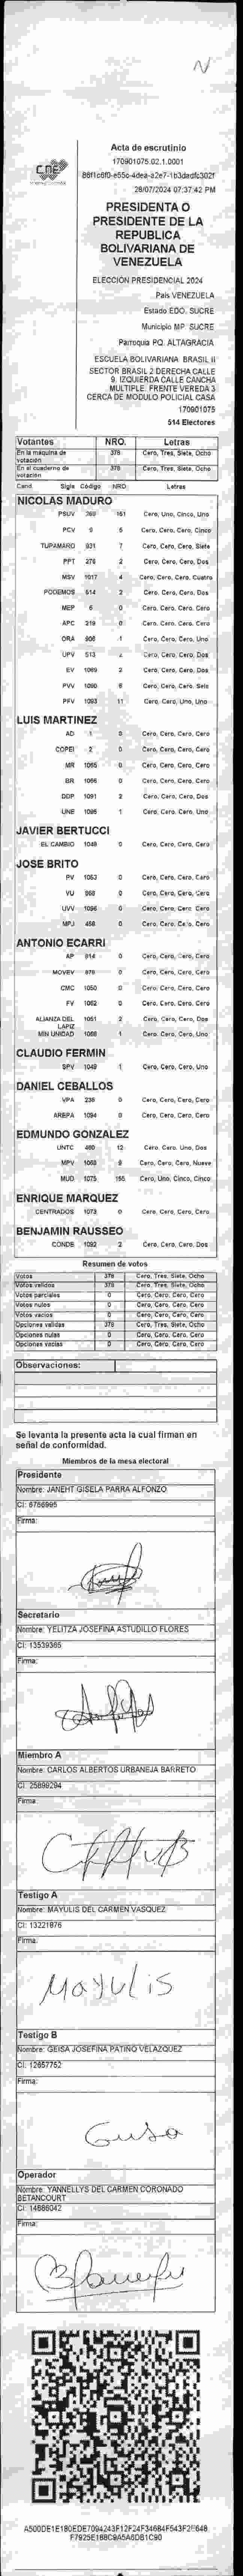 N
CNE
Acta de escrutinio
170901075.02.1.0001
28/07/2024 07:37:42 PM
PRESIDENTA O
PRESIDENTE DE LA
REPUBLICA
BOLIVARIANA DE
VENEZUELA
ELECCIÓN PRESIDENCIAL 2024
País VENEZUELA
Estado EDO. SUCRE
Municipio MP. SUCRE
Parroquia PQ. ALTAGRACIA
ESCUELA BOLIVARIANA BRASIL II
SECTOR BRASIL 2 DERECHA CALLE
9. IZQUIERDA CALLE CANCHA
MULTIPLE. FRENTE VEREDA 3
CERCA DE MODULO POLICIAL CASA
170901075
514 Electores
Votantes NRO. Letras
En la máquina de votación 378 Cero, Tres, Siete, Ocho
En el cuaderno de votación 378 Cero, Tres, Siete, Ocho
Cand. Sigla Código NRO. Letras
NICOLAS MADURO
PSUV 151 Cero, Uno, Cinco, Uno
PCV 5 Cero, Cero, Cero, Cinco
TUPAMARO 931 7 Cero, Cero, Cero, Siete
PPT 2 Cero, Cero, Cero, Dos
MSV 1017 4 Cero, Cero, Cero, Cuatro
PODEMOS 514 2 Cero, Cero, Cero, Dos
MEP 6 0 Cero, Cero, Cero, Cero
APC 219 0 Cero, Cero, Cero, Cero
ORA 906 1 Cero, Cero, Cero, Uno
UPV 513 2 Cero, Cero, Cero, Dos
EV 1089 2 Cero, Cero, Cero, Dos
PVV 1090 6 Cero, Cero, Cero, Seis
PFV 1093 11 Cero, Cero, Uno, Uno
LUIS MARTINEZ
AD 1 0 Cero, Cero, Cero, Cero
COPEI 2 0 Cero, Cero, Cero, Cero
MR 1055 0 Cero, Cero, Cero, Cero
BR 1066 0 Cero, Cero, Cero, Cero
DDP 1091 2 Cero, Cero, Cero, Dos
UNE 1095 1 Cero, Cero, Cero, Uno
JAVIER BERTUCCI
EL CAMBIO 1048 0 Cero, Cero, Cero, Cero
JOSE BRITO
PV 1053 0 Cero, Cero, Cero, Cero
VU 968 0 Cero, Cero, Cero, Cero
UVV 1096 0 Cero, Cero, Cero, Cero
MPJ 458 0 Cero, Cero, Cero, Cero
ANTONIO ECARRI
AP 914 0 Cero, Cero, Cero, Cero
MOVEV 979 0 Cero, Cero, Cero, Cero
CMC 1050 0 Cero, Cero, Cero, Cero
FV 1052 0 Cero, Cero, Cero, Cero
ALIANZA DEL LAPIZ 1051 2 Cero, Cero, Cero, Dos
MIN UNIDAD 1068 1 Cero, Cero, Cero, Uno
CLAUDIO FERMIN
SPV 1049 1 Cero, Cero, Cero, Uno
DANIEL CEBALLOS
VPA 238 0 Cero, Cero, Cero, Cero
AREPA 1094 0 Cero, Cero, Cero, Cero
EDMUNDO GONZALEZ
UNTC 12 Cero, Cero, Uno, Dos
MPV 9 Cero, Cero, Cero, Nueve
MUD 1075 155 Cero, Uno, Cinco, Cinco
ENRIQUE MARQUEZ
CENTRADOS 1073 0 Cero, Cero, Cero, Cero
BENJAMIN RAUSSEO
CONDE 1092 2 Cero, Cero, Cero, Dos
Resumen de votos
Votos 378 Cero, Tres, Siete, Ocho
Votos validos 378 Cero, Tres, Siete, Ocho
Votos parciales 0 Cero, Cero, Cero, Cero
Votos nulos 0 Cero, Cero, Cero, Cero
Votos vacios 0 Cero, Cero, Cero, Cero
Opciones validas 378 Cero, Tres, Siete, Ocho
Opciones nulas 0 Cero, Cero, Cero, Cero
Opciones vacias 0 Cero, Cero, Cero, Cero
Observaciones:
Se levanta la presente acta la cual firman en
señal de conformidad.
Miembros de la mesa electoral
Presidente
Nombre: JANEHT GISELA PARRA ALFONZO
CI: 8766995
Firma:
Secretario
Nombre: YELITZA JOSEFINA ASTUDILLO FLORES
CI: 13539365
Firma:
Miembro A
Nombre: CARLOS ALBERTOS URBANEJA BARRETO
CI: 25899294
Firma:
Testigo A
Nombre: MAYULIS DEL CARMEN VASQUEZ
CI: 13221876
Firma:
Mayulis
Testigo B
Nombre: GEISA JOSEFINA PATIÑO VELAZQUEZ
CI: 12657752
Firma:
Operador
Nombre: YANNELLYS DEL CARMEN CORONADO
BETANCOURT
CI: 14886042
Firma: